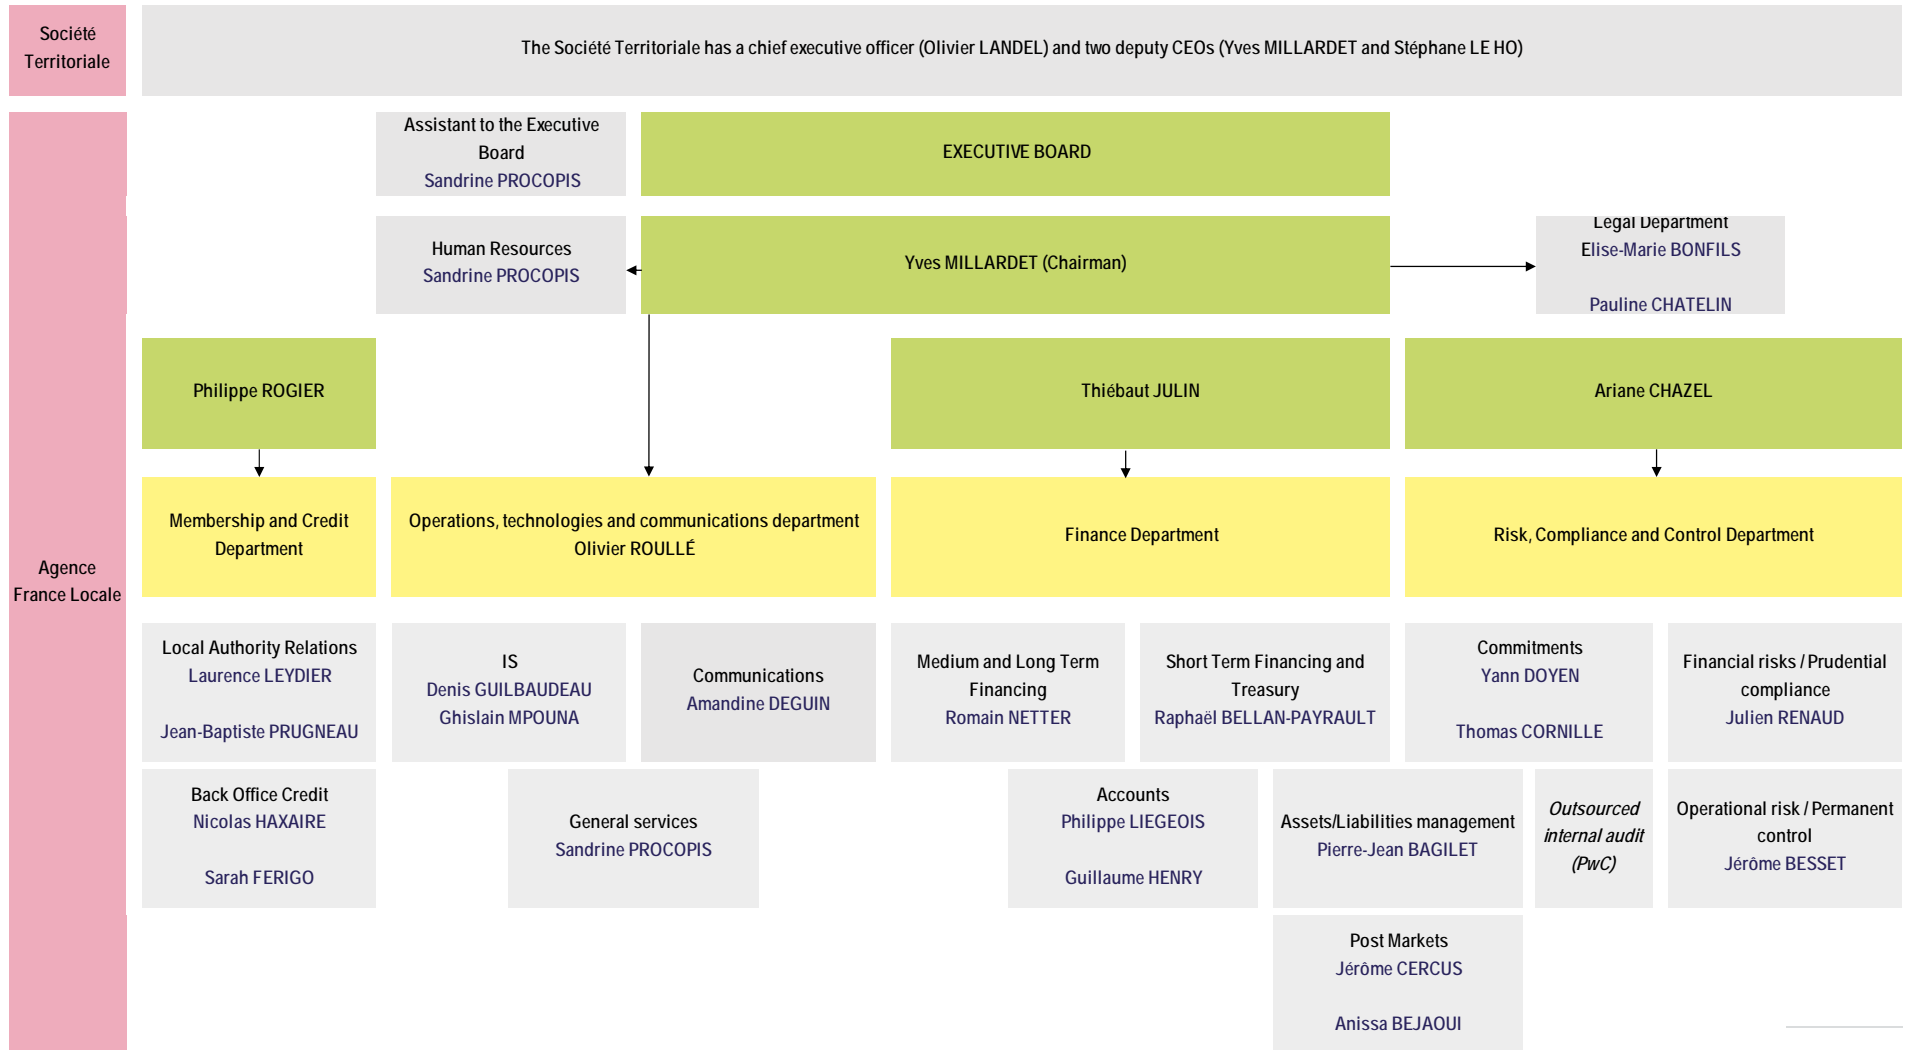 Société
Territoriale
The Société Territoriale has a chief executive officer (Olivier LANDEL) and two deputy CEOs (Yves MILLARDET and Stéphane LE HO)
Agence
France Locale
Assistant to the Executive
Board
Sandrine PROCOPIS
EXECUTIVE BOARD
Human Resources
Sandrine PROCOPIS
Yves MILLARDET (Chairman)
Legal Department
Elise-Marie BONFILS
Pauline CHATELIN
Philippe ROGIER
Thiébaut JULIN
Ariane CHAZEL
Membership and Credit
Department
Operations, technologies and communications department
Olivier ROULLÉ
Finance Department
Risk, Compliance and Control Department
Local Authority Relations
Laurence LEYDIER
Jean-Baptiste PRUGNEAU
IS
Denis GUILBAUDEAU
Ghislain MPOUNA
Communications
Amandine DEGUIN
Medium and Long Term
Financing
Romain NETTER
Short Term Financing and
Treasury
Raphaël BELLAN-PAYRAULT
Commitments
Yann DOYEN
Thomas CORNILLE
Financial risks / Prudential
compliance
Julien RENAUD
Back Office Credit
Nicolas HAXAIRE
Sarah FERIGO
General services
Sandrine PROCOPIS
Accounts
Philippe LIEGEOIS
Guillaume HENRY
Assets/Liabilities management
Pierre-Jean BAGILET
Outsourced
internal audit
(PwC)
Operational risk / Permanent
control
Jérôme BESSET
Post Markets
Jérôme CERCUS
Anissa BEJAOUI